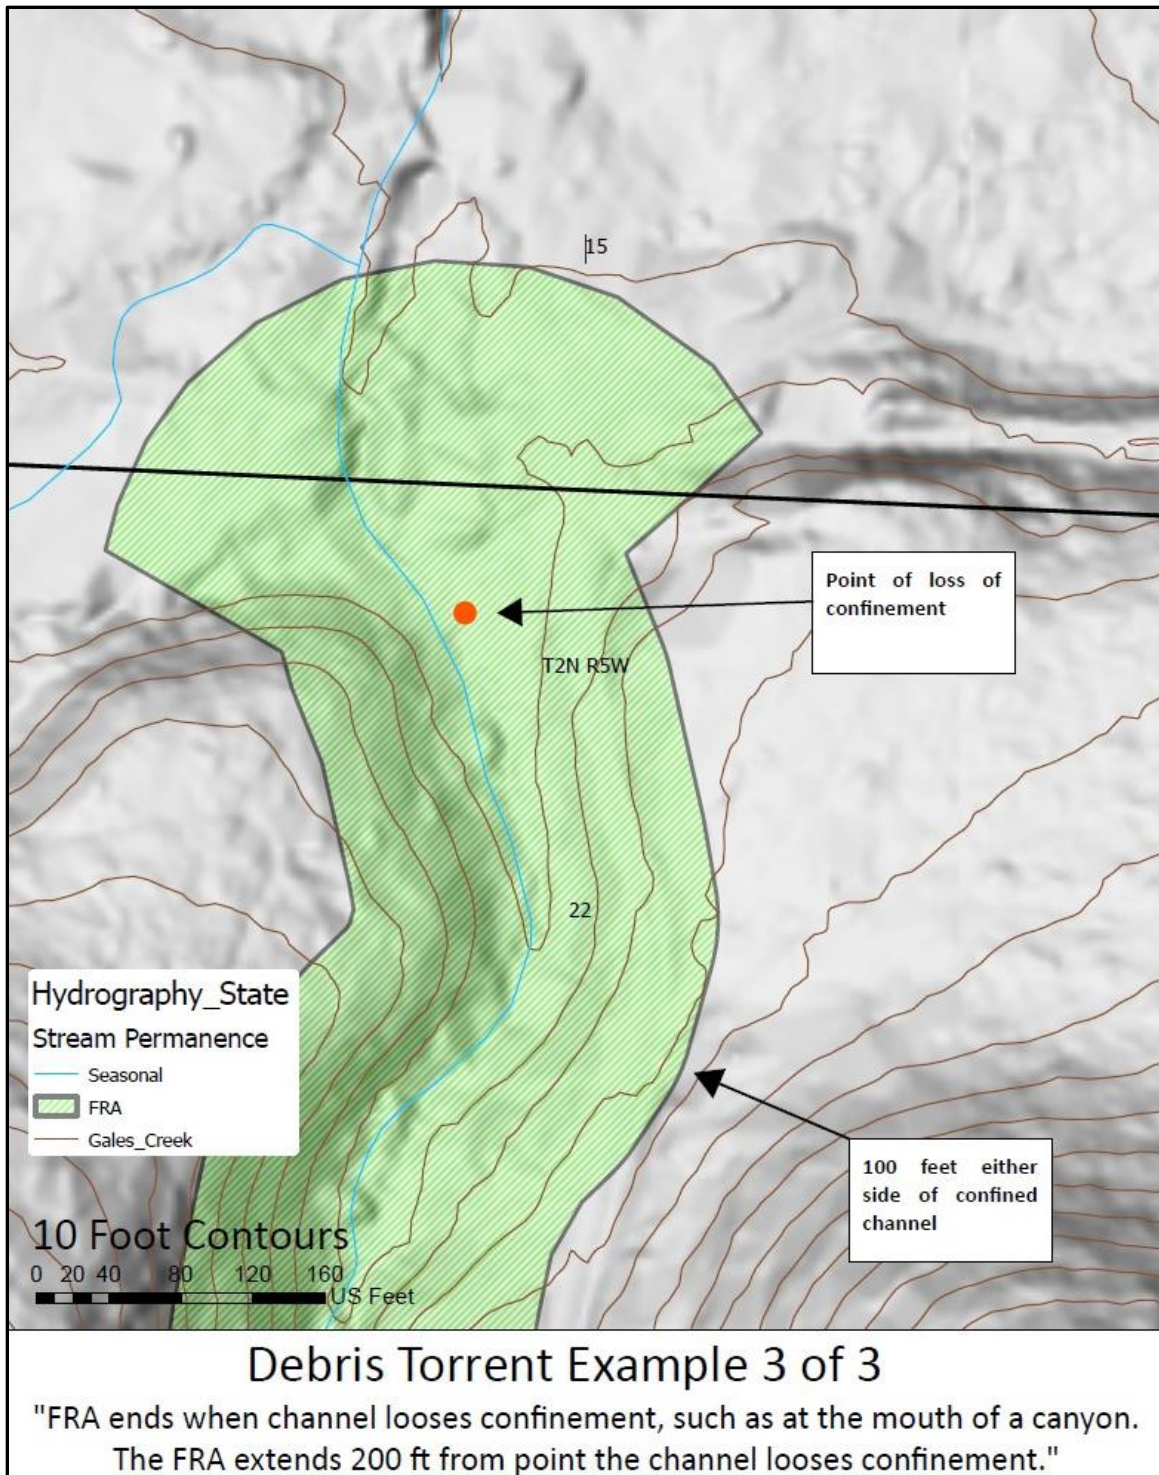 15
Point of loss of
confinement
T2N R5W
22
Hydrography_State
Stream Permanence
Seasonal
FRA
Gales_Creek
100 feet either
side of confined
channel
10 Foot Contours
0 20 40 80 120 160
US Feet
Debris Torrent Example 3 of 3
"FRA ends when channel looses confinement, such as at the mouth of a canyon.
The FRA extends 200 ft from point the channel looses confinement."